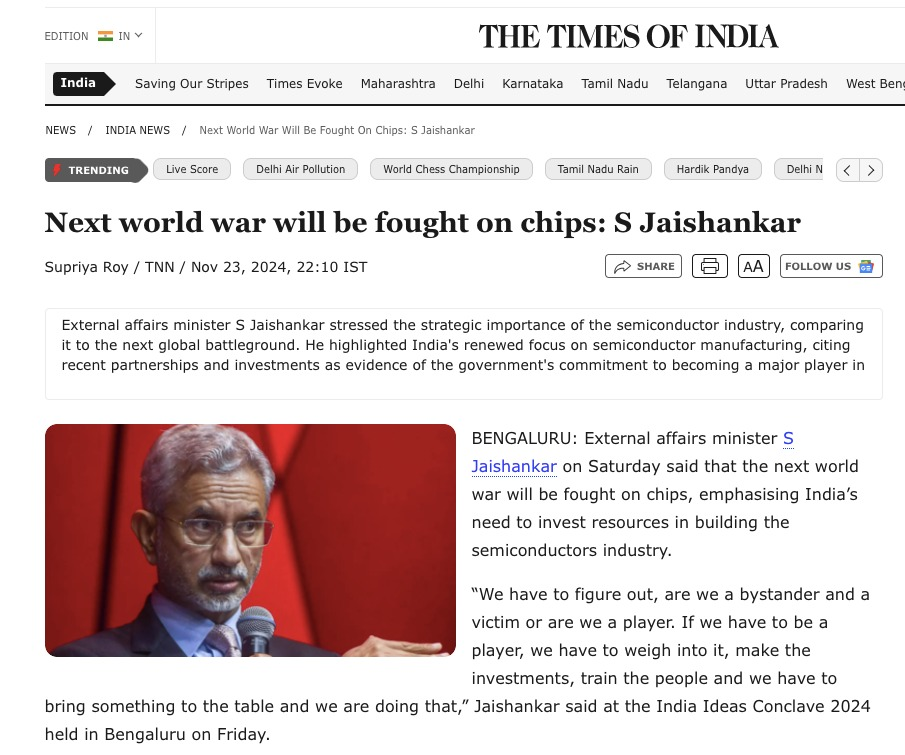 EDITION IN
THE TIMES OF INDIA
India Saving Our Stripes Times Evoke Maharashtra Delhi Karnataka Tamil Nadu Telangana Uttar Pradesh West Beng
NEWS / INDIA NEWS / Next World War Will Be Fought On Chips: S Jaishankar
TRENDING Live Score Delhi Air Pollution World Chess Championship Tamil Nadu Rain Hardik Pandya Delhi N
Next world war will be fought on chips: S Jaishankar
Supriya Roy / TNN / Nov 23, 2024, 22:10 IST SHARE AA FOLLOW US
External affairs minister S Jaishankar stressed the strategic importance of the semiconductor industry, comparing
it to the next global battleground. He highlighted India's renewed focus on semiconductor manufacturing, citing
recent partnerships and investments as evidence of the government's commitment to becoming a major player in
BENGALURU: External affairs minister S
Jaishankar on Saturday said that the next world
war will be fought on chips, emphasising India’s
need to invest resources in building the
semiconductors industry.
“We have to figure out, are we a bystander and a
victim or are we a player. If we have to be a
player, we have to weigh into it, make the
investments, train the people and we have to
bring something to the table and we are doing that,” Jaishankar said at the India Ideas Conclave 2024
held in Bengaluru on Friday.